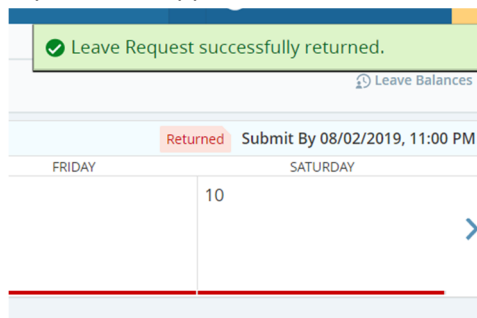 Leave Request successfully returned.
Leave Balances
Returned Submit By 08/02/2019, 11:00 PM
FRIDAY SATURDAY
10